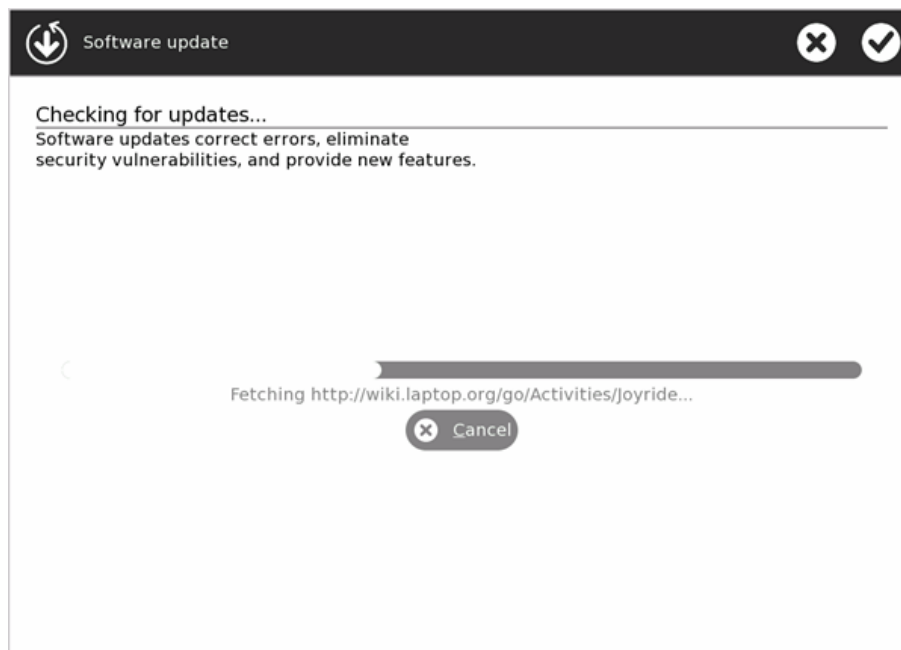 Software update
Checking for updates...
Software updates correct errors, eliminate
security vulnerabilities, and provide new features.
Fetching http://wiki.laptop.org/go/Activities/Joyride...
Cancel